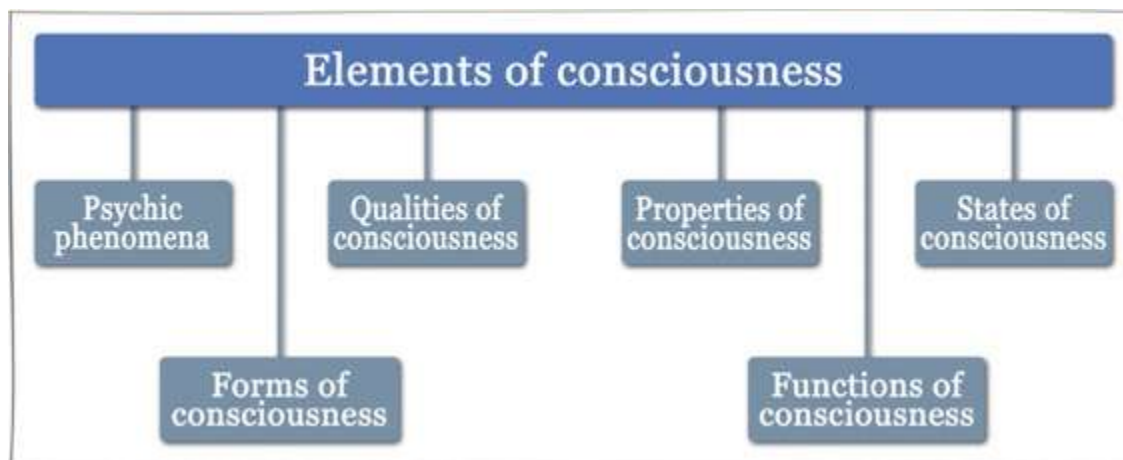 Elements of consciousness
Psychic
phenomena
Qualities of
consciousness
Properties of
consciousness
States of
consciousness
Forms of
consciousness
Functions of
consciousness